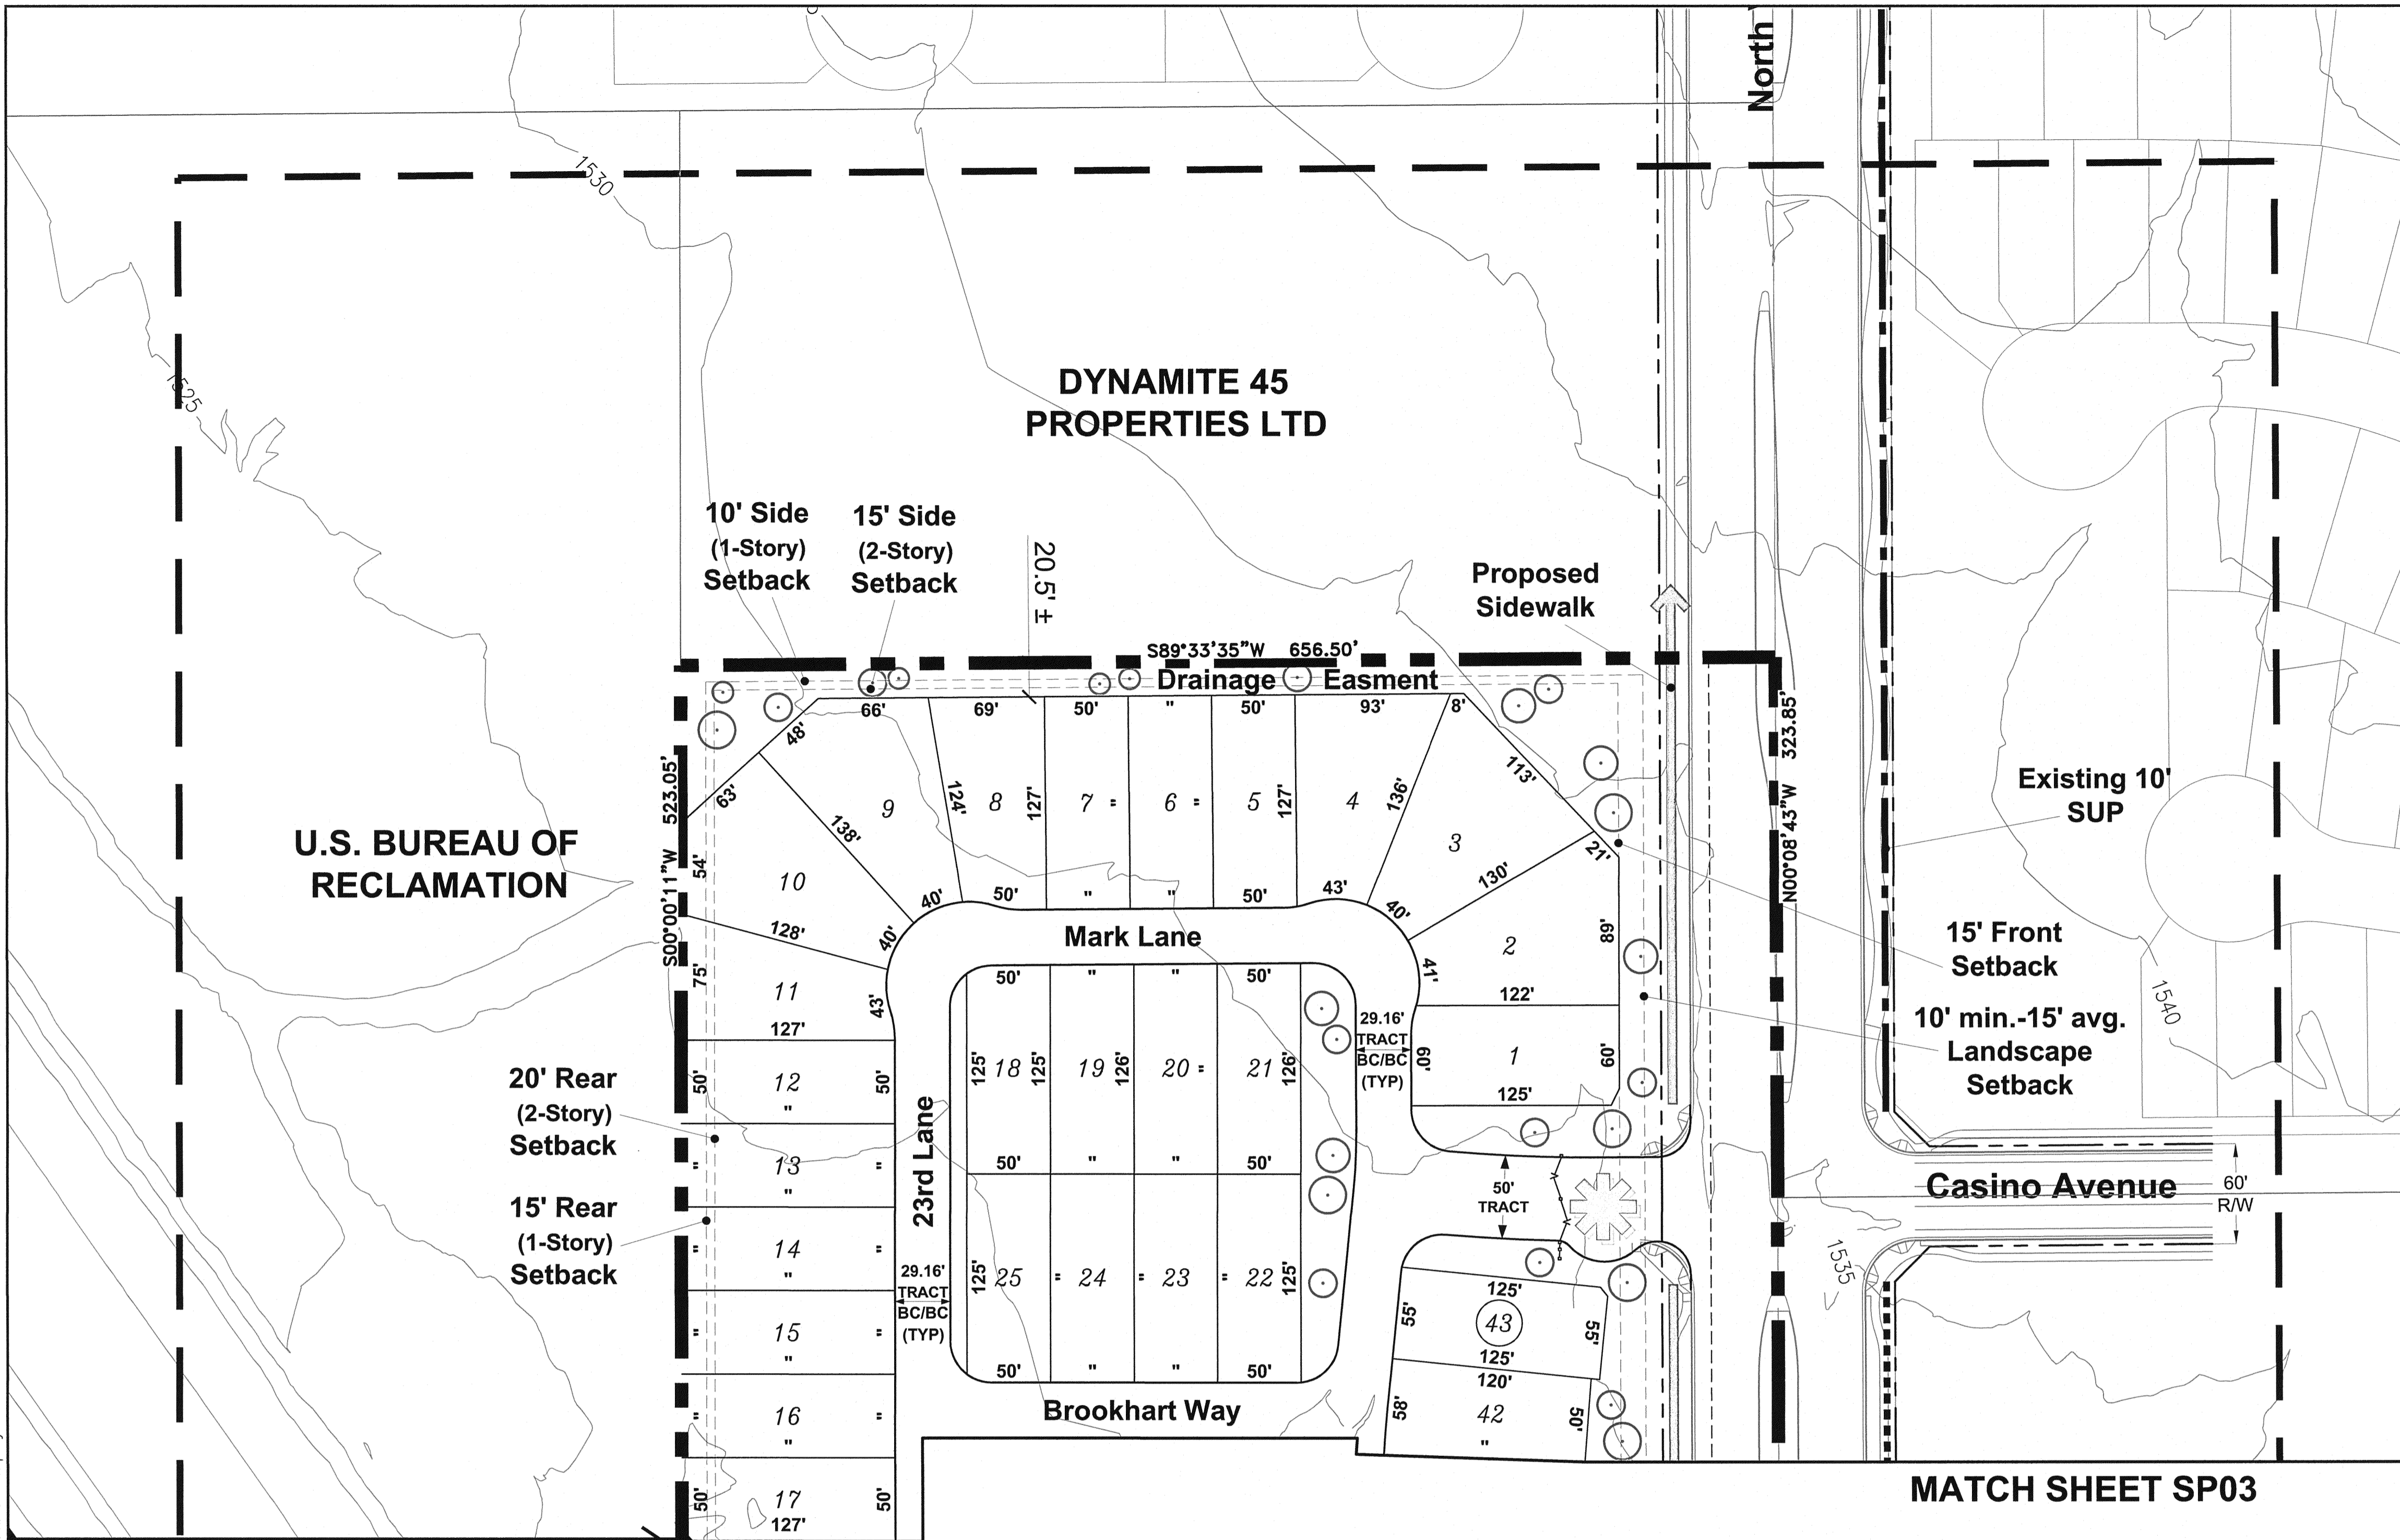 North
1530
1525
DYNAMITE 45
PROPERTIES LTD
10' Side
(1-Story)
Setback
15' Side
(2-Story)
Setback
20.5' ±
Proposed
Sidewalk
S89°33'35"W 656.50'
Drainage Easment
66'
69'
50'
"
50'
93'
8'
48'
63'
113'
S00°00'11"W 523.05'
N00°08'43"W 323.85'
U.S. BUREAU OF
RECLAMATION
Existing 10'
SUP
9
124'
8
127'
7
=
6
=
5
127'
4
136'
3
138'
54'
10
40'
50'
"
"
50'
43'
40'
130'
21'
128'
40'
Mark Lane
2
89'
41'
122'
15' Front
Setback
75'
11
43'
127'
50'
"
"
50'
29.16'
TRACT
BC/BC
(TYP)
60'
1
60'
125'
10' min.-15' avg.
Landscape
Setback
1540
20' Rear
(2-Story)
Setback
50'
12
"
50'
125'
18
125'
19
126'
20
=
21
126'
23rd Lane
"
13
"
=
50'
"
"
50'
50'
TRACT
Casino Avenue
60'
R/W
1535
15' Rear
(1-Story)
Setback
"
14
"
=
29.16'
TRACT
BC/BC
(TYP)
125'
25
=
24
=
23
=
22
125'
125'
55'
43
55'
125'
"
15
"
=
50'
"
"
50'
120'
58'
42
50'
"
Brookhart Way
"
16
"
=
50'
17
50'
127'
MATCH SHEET SP03